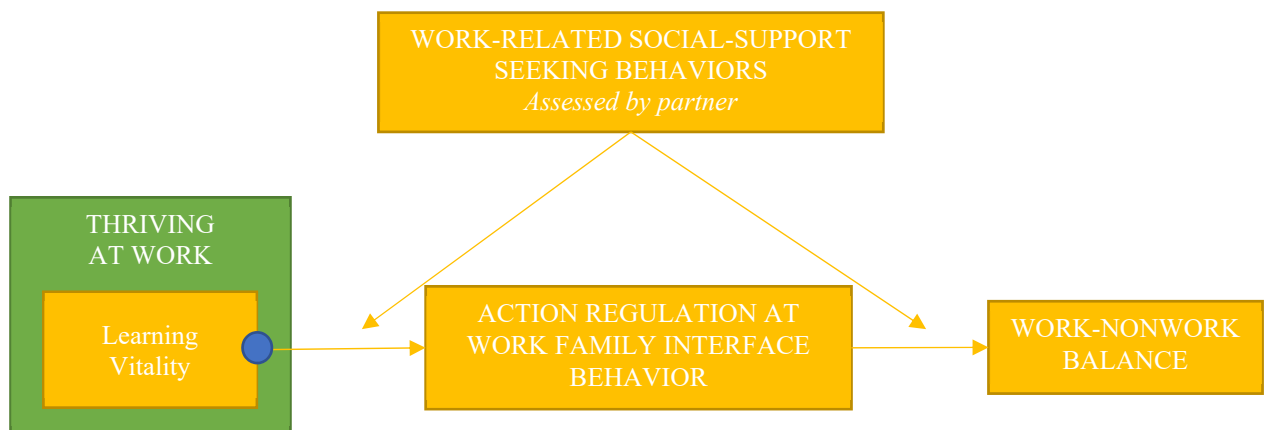 WORK-RELATED SOCIAL-SUPPORT
SEEKING BEHAVIORS
Assessed by partner
THRIVING
AT WORK
Learning
Vitality
ACTION REGULATION AT
WORK FAMILY INTERFACE
BEHAVIOR
WORK-NONWORK
BALANCE